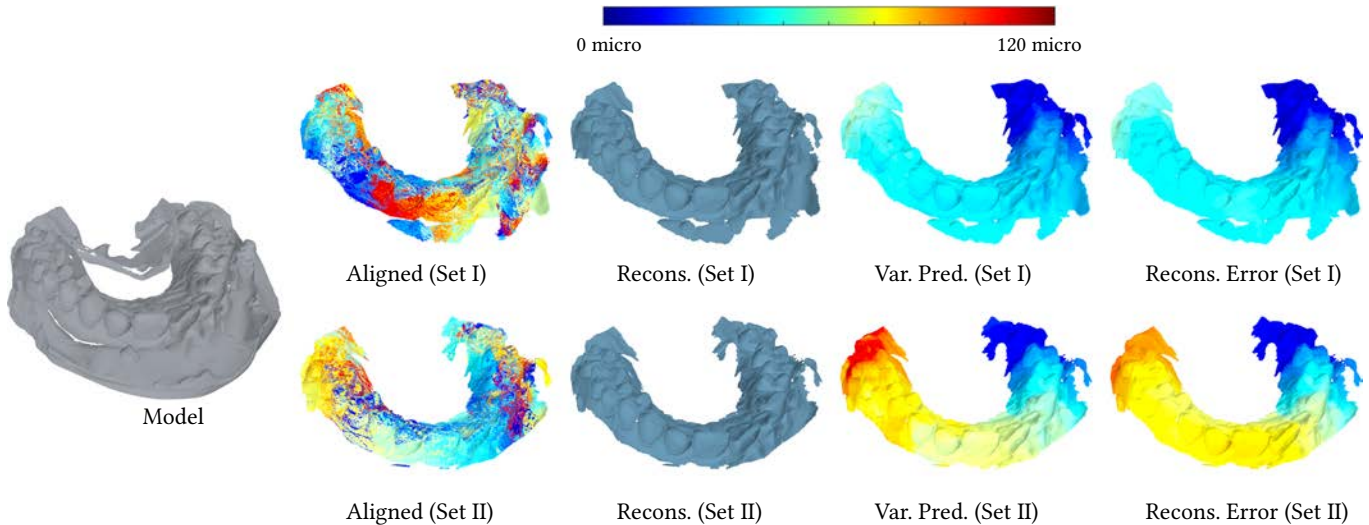 0 micro 120 micro
Aligned (Set I) Recons. (Set I) Var. Pred. (Set I) Recons. Error (Set I)
Model
Aligned (Set II) Recons. (Set II) Var. Pred. (Set II) Recons. Error (Set II)